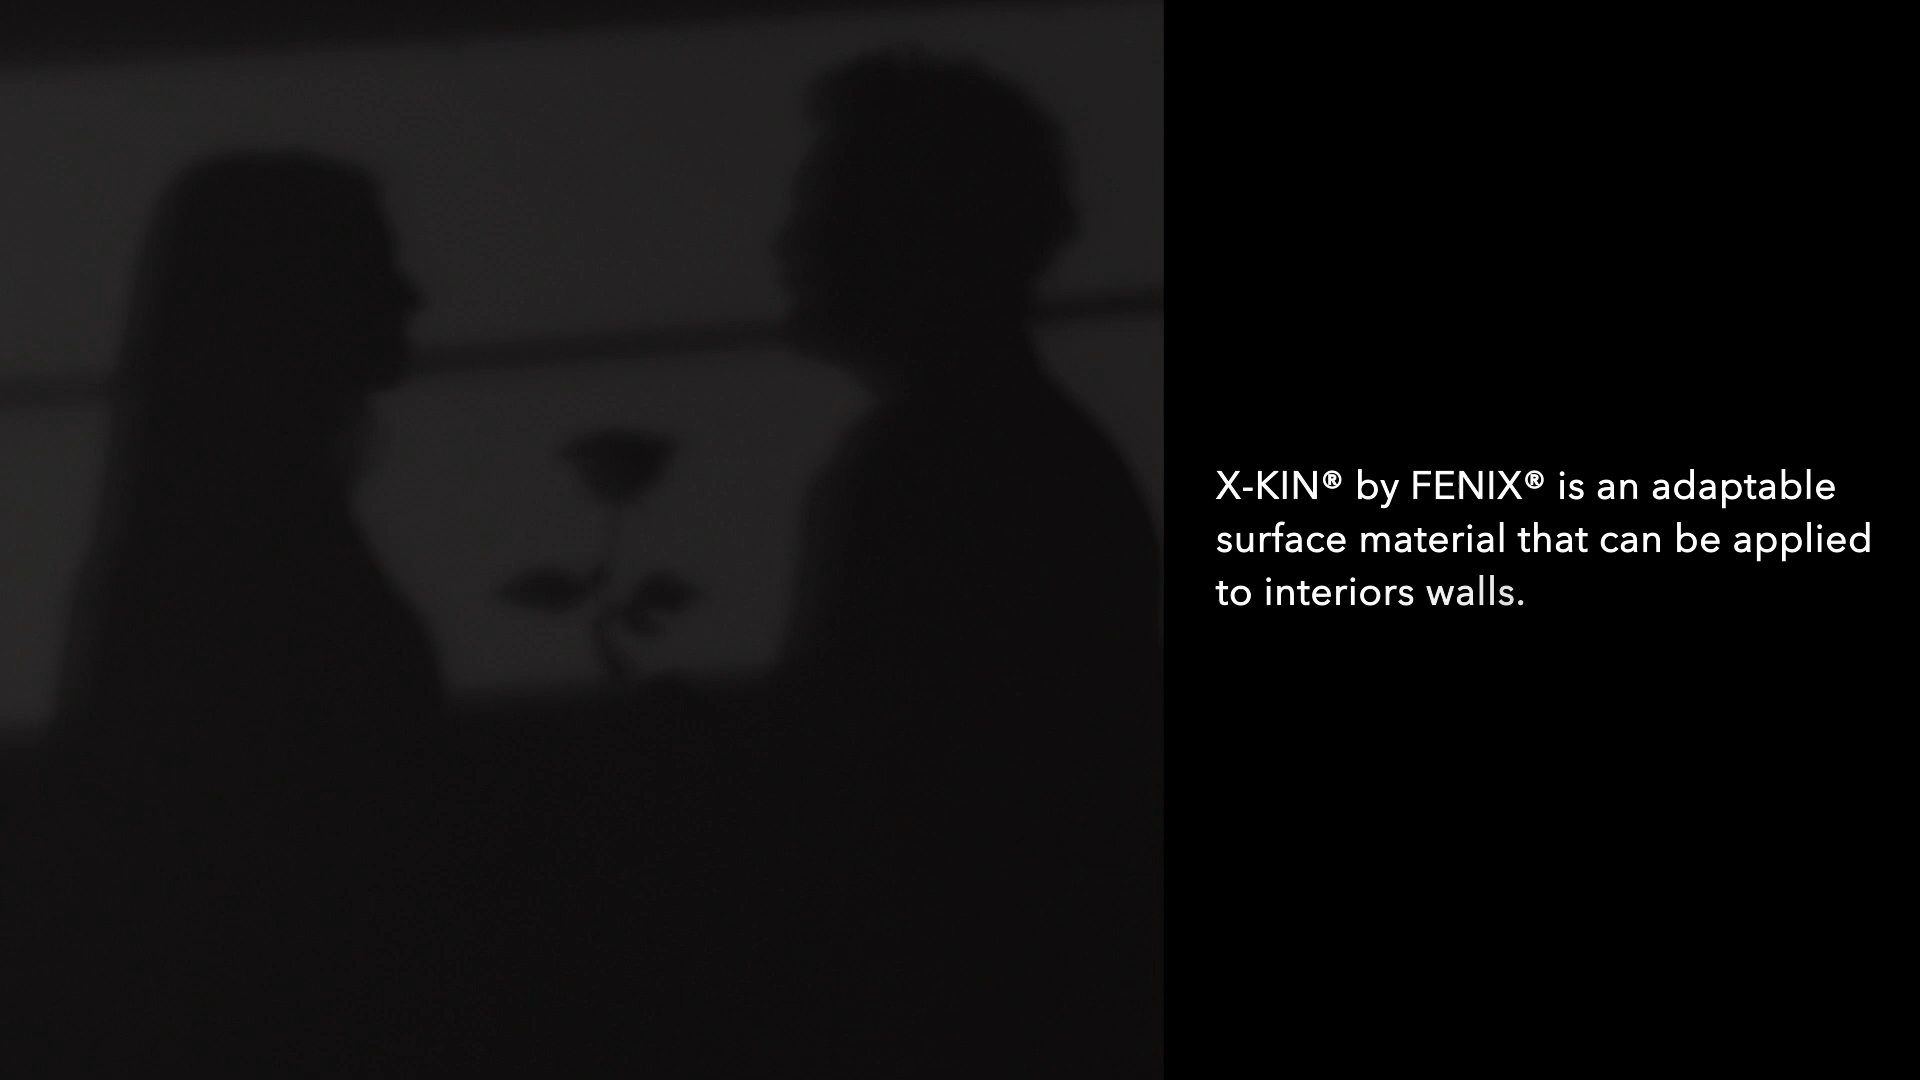 X-KIN® by FENIX® is an adaptable
surface material that can be applied
to interiors walls.